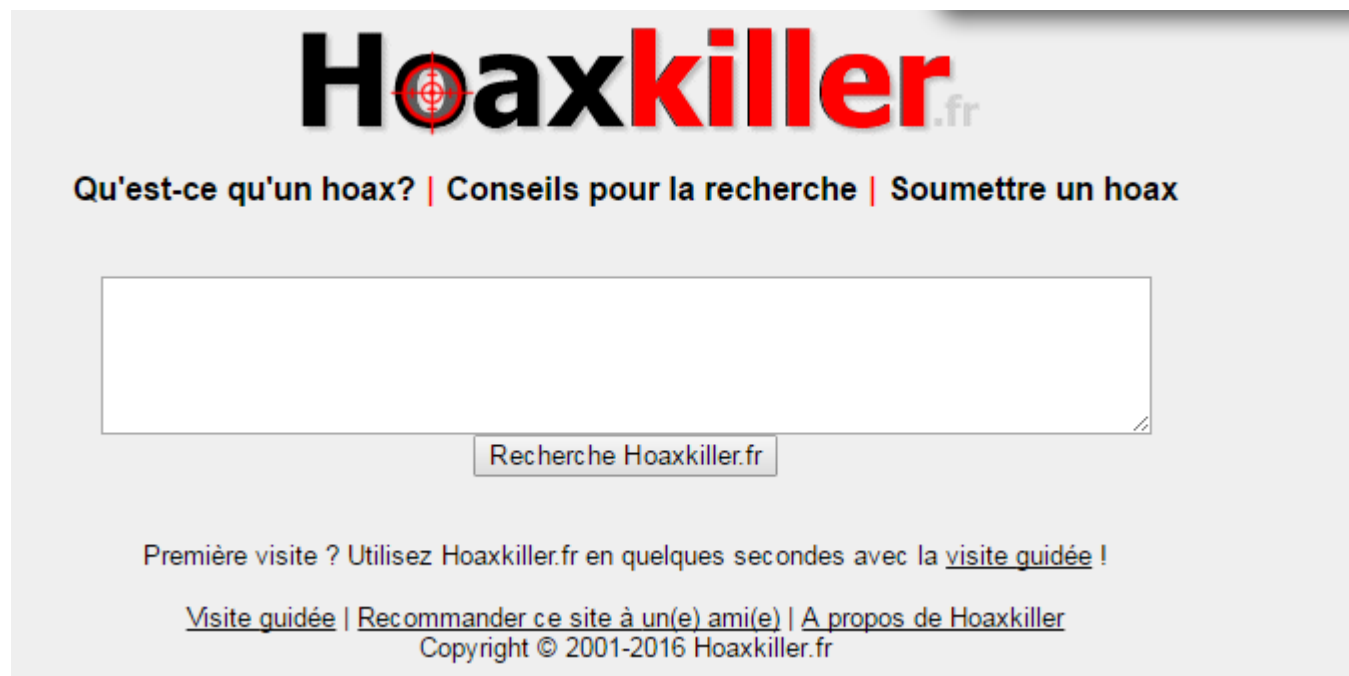 Hoaxkiller.fr
Qu'est-ce qu'un hoax? | Conseils pour la recherche | Soumettre un hoax
Recherche Hoaxkiller.fr
Première visite ? Utilisez Hoaxkiller.fr en quelques secondes avec la visite guidée !
Visite guidée | Recommander ce site à un(e) ami(e) | A propos de Hoaxkiller
Copyright © 2001-2016 Hoaxkiller.fr